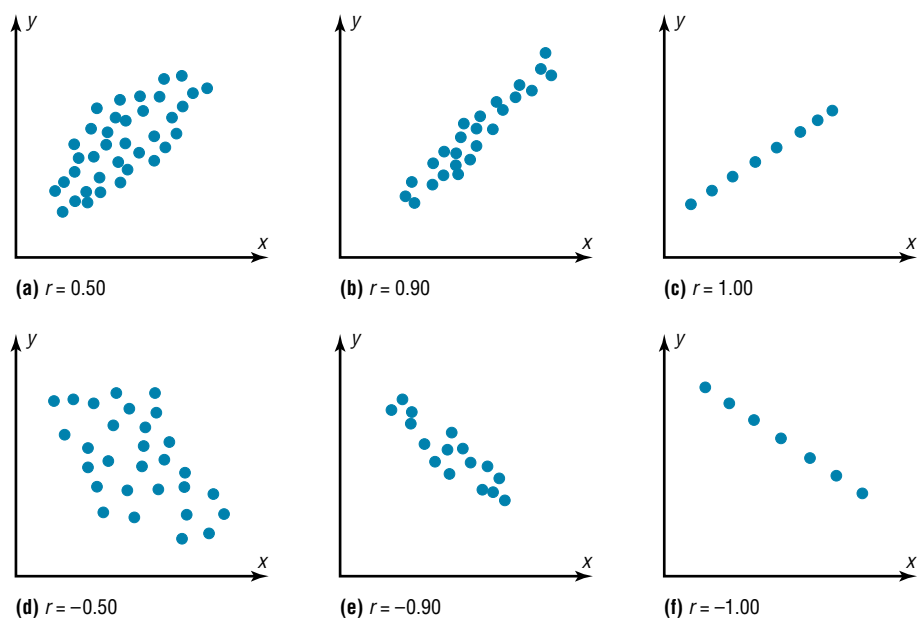 y
x
(a) r = 0.50
y
x
(b) r = 0.90
y
x
(c) r = 1.00
y
x
(d) r = –0.50
y
x
(e) r = –0.90
y
x
(f) r = –1.00